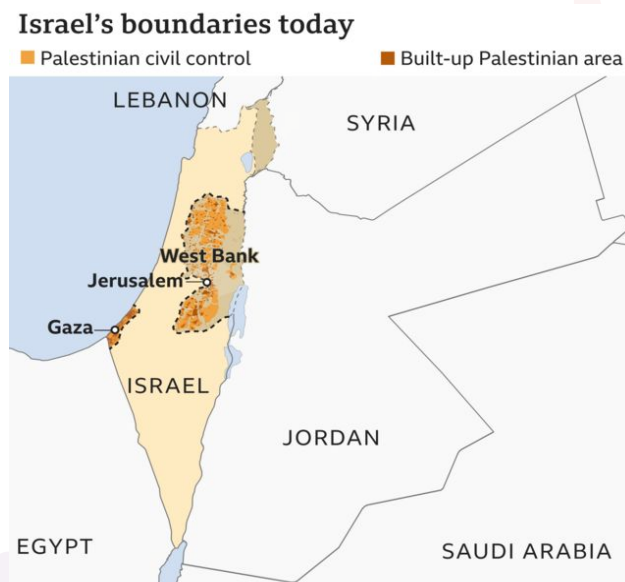 Israel's boundaries today
Palestinian civil control
Built-up Palestinian area
LEBANON
SYRIA
West Bank
Jerusalem
Gaza
ISRAEL
JORDAN
EGYPT
SAUDI ARABIA